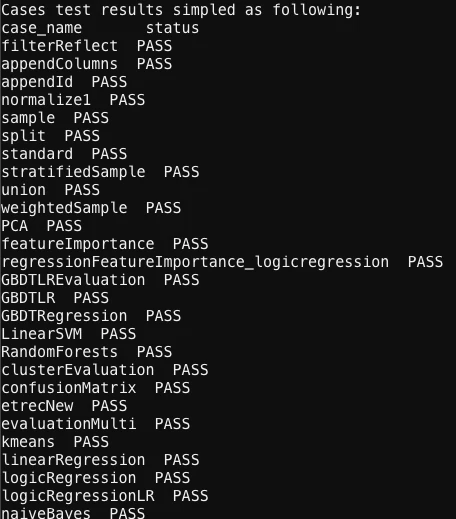 Cases test results simpled as following:
case_name status
filterReflect PASS
appendColumns PASS
appendId PASS
normalize1 PASS
sample PASS
split PASS
standard PASS
stratifiedSample PASS
union PASS
weightedSample PASS
PCA PASS
featureImportance PASS
regressionFeatureImportance_logicregression PASS
GBDTLREvaluation PASS
GBDTLR PASS
GBDTRegression PASS
LinearSVM PASS
RandomForests PASS
clusterEvaluation PASS
confusionMatrix PASS
etrecNew PASS
evaluationMulti PASS
kmeans PASS
linearRegression PASS
logicRegression PASS
logicRegressionLR PASS
naiveBayes PASS